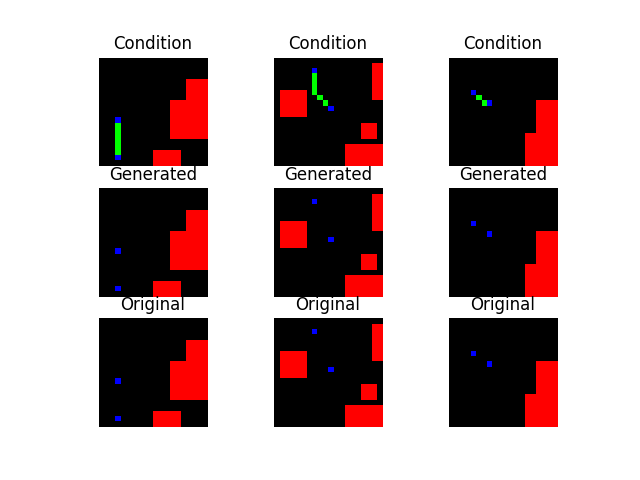 Condition Condition Condition
Generated Generated Generated
Original Original Original